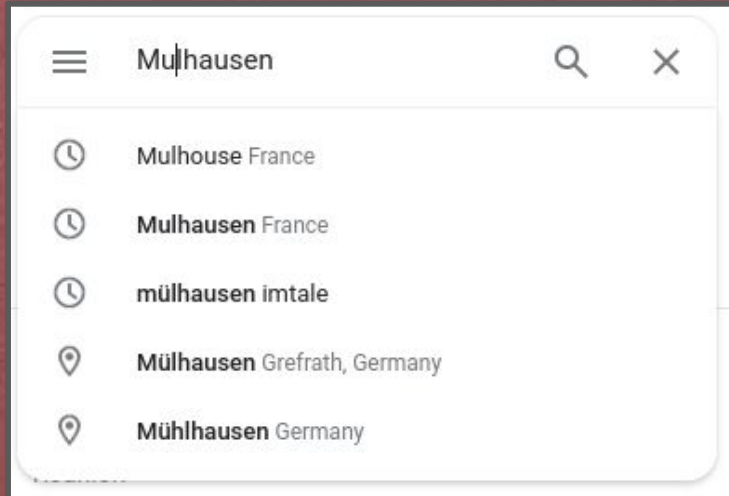 Mulhausen
Mulhouse France
Mulhausen France
mülhausen imtale
Mülhausen Grefrath, Germany
Mühlhausen Germany